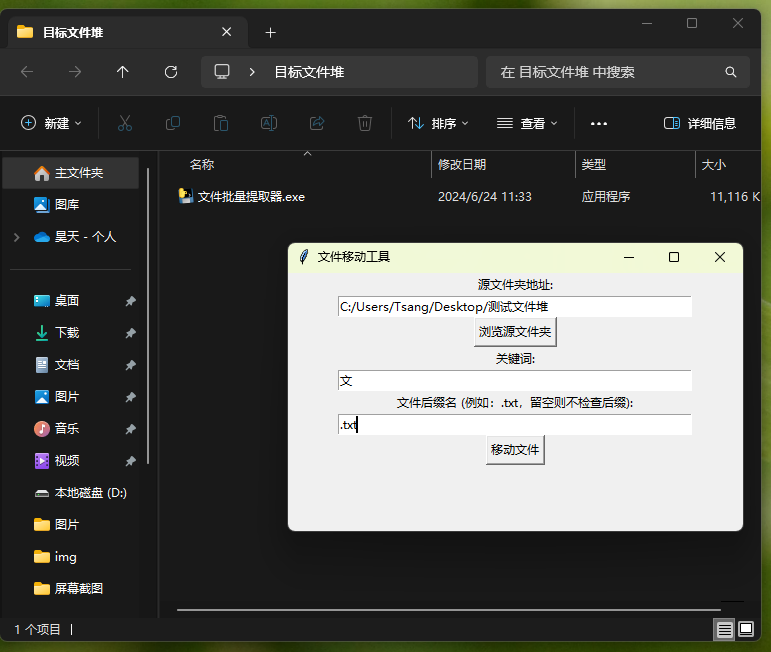 目标文件堆
目标文件堆
在 目标文件堆 中搜索
新建
排序
查看
详细信息
主文件夹
图库
昊天 - 个人
桌面
下载
文档
图片
音乐
视频
本地磁盘 (D:)
图片
img
屏幕截图
名称
修改日期
类型
大小
文件批量提取器.exe
2024/6/24 11:33
应用程序
11,116 K
文件移动工具
源文件夹地址:
C:/Users/Tsang/Desktop/测试文件堆
浏览源文件夹
关键词:
文
文件后缀名 (例如：.txt，留空则不检查后缀):
.txt
移动文件
1 个项目